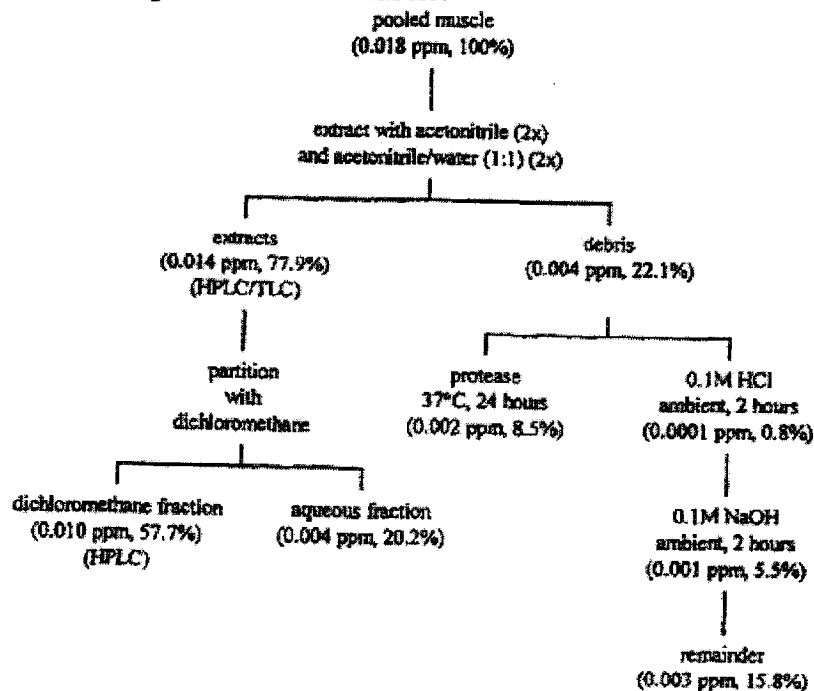 pooled muscle
(0.018 ppm, 100%)
extract with acetonitrile (2x)
and acetonitrile/water (1:1) (2x)
extracts
(0.014 ppm, 77.9%)
(HPLC/TLC)
debris
(0.004 ppm, 22.1%)
partition
with
dichloromethane
protease
37°C, 24 hours
(0.002 ppm, 8.5%)
0.1M HCl
ambient, 2 hours
(0.0001 ppm, 0.8%)
dichloromethane fraction
(0.010 ppm, 57.7%)
(HPLC)
aqueous fraction
(0.004 ppm, 20.2%)
0.1M NaOH
ambient, 2 hours
(0.001 ppm, 5.5%)
remainder
(0.003 ppm, 15.8%)